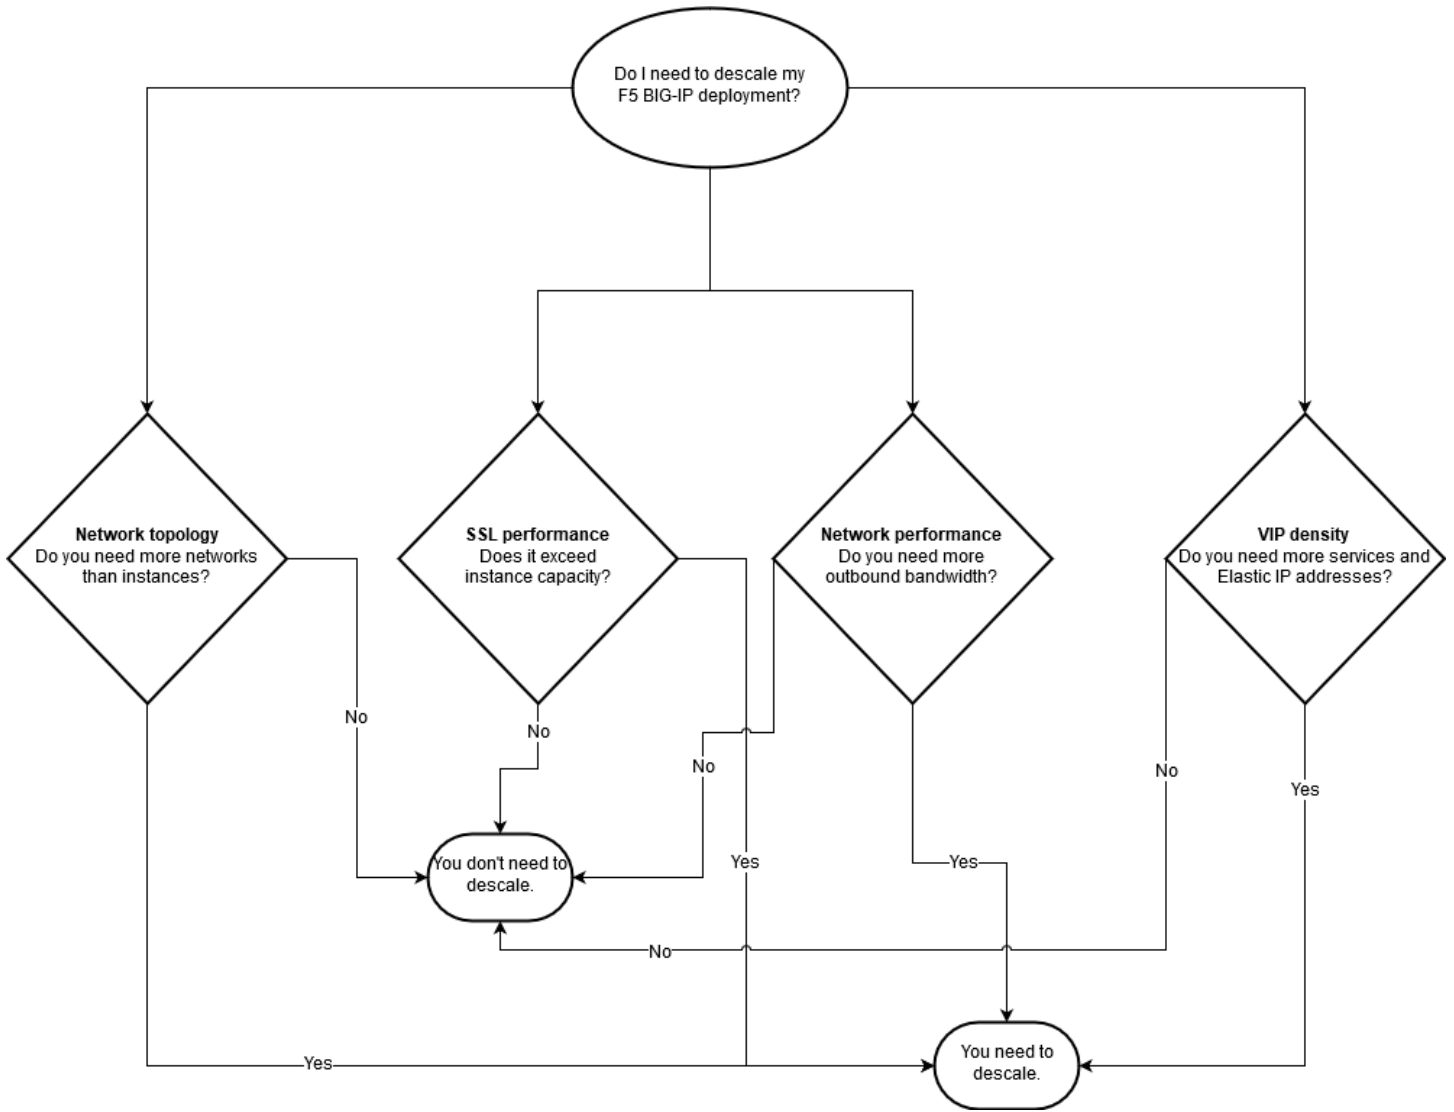 Do I need to descale my
F5 BIG-IP deployment?
Network topology
Do you need more networks
than instances?
SSL performance
Does it exceed
instance capacity?
Network performance
Do you need more
outbound bandwidth?
VIP density
Do you need more services and
Elastic IP addresses?
No
No
No
No
Yes
You don't need to
descale.
Yes
Yes
No
You need to
descale.
Yes